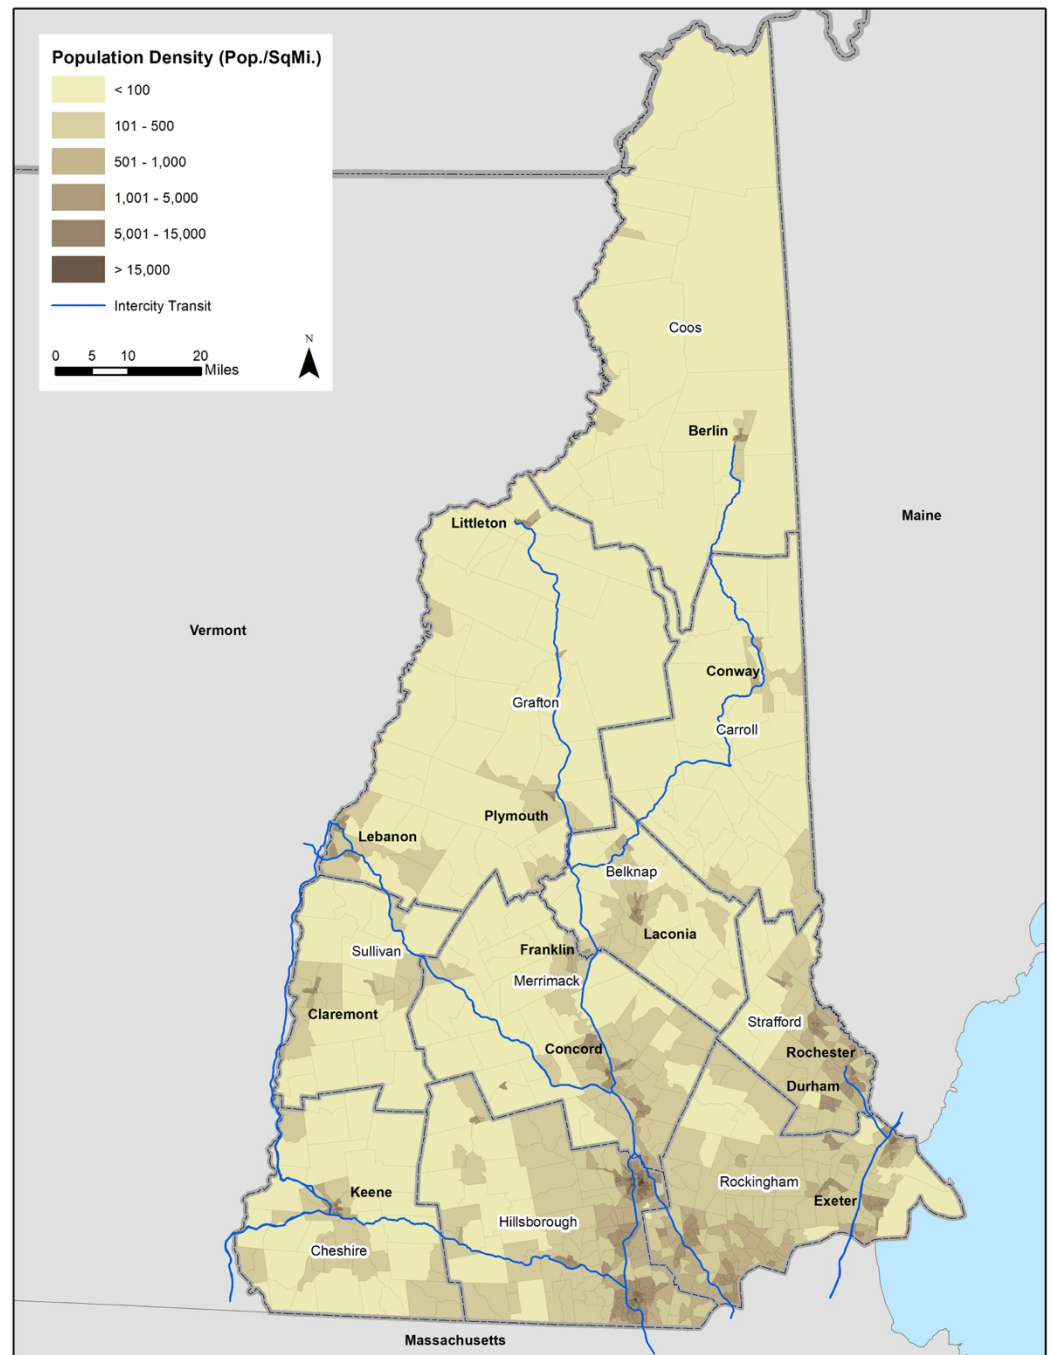 Population Density (Pop./SqMi.)
< 100
101 - 500
501 - 1,000
1,001 - 5,000
5,001 - 15,000
> 15,000
Intercity Transit
N
0 5 10 20
Miles
Coos
Berlin
Littleton
Maine
Vermont
Conway
Grafton
Carroll
Plymouth
Lebanon
Belknap
Laconia
Franklin
Sullivan
Merrimack
Claremont
Strafford
Concord
Rochester
Durham
Rockingham
Keene
Exeter
Hillsborough
Cheshire
Massachusetts